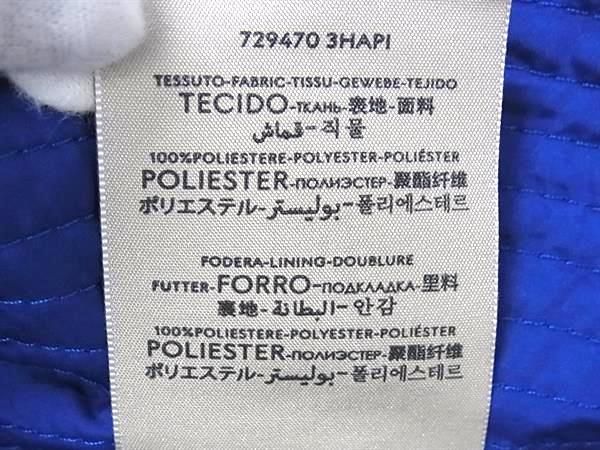 729470 3HAPI
TESSUTO-FABRIC-TISSU-GEWEBE-TEJIDO
TECIDO-ТКАНЬ-表地-面料
قماش-직물
100%POLIESTERE-POLYESTER-POLIÉSTER
POLIESTER-ПОЛИЭСТЕР-聚酯纤维
ポリエステル-بوليستر-폴리에스테르
FODERA-LINING-DOUBLURE
FUTTER-FORRO-ПОДКЛАДКА-里料
裏地-البطانة-안감
100%POLIESTERE-POLYESTER-POLIÉSTER
POLIESTER-ПОЛИЭСТЕР-聚酯纤维
ポリエステル-بوليستر-폴리에스테르